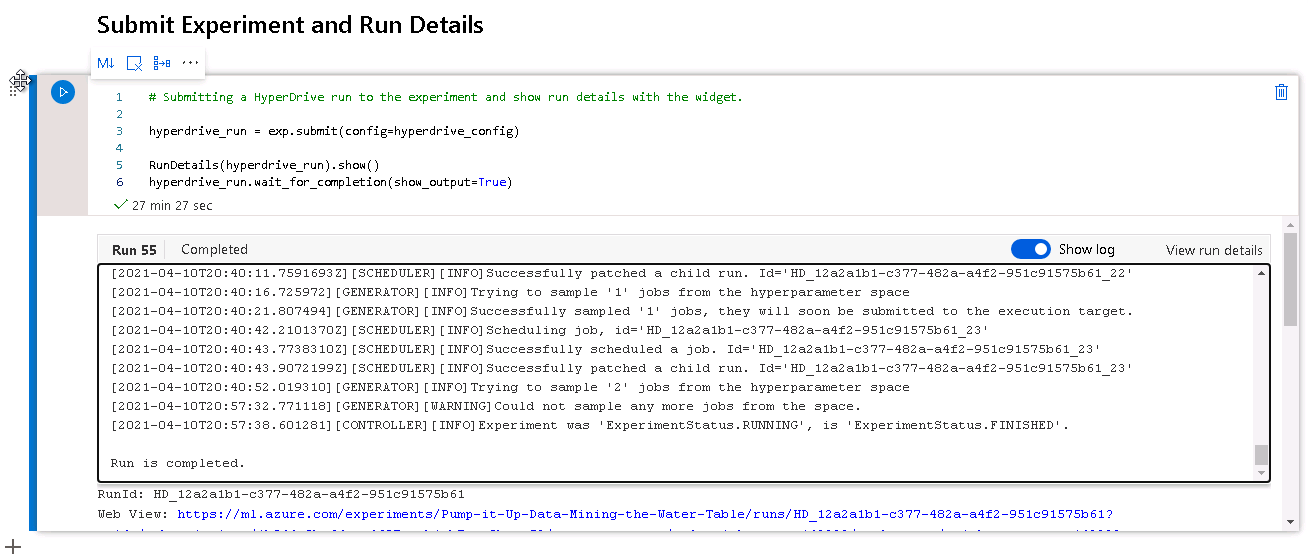 Submit Experiment and Run Details
M↓
1 # Submitting a HyperDrive run to the experiment and show run details with the widget.
2
3 hyperdrive_run = exp.submit(config=hyperdrive_config)
4
5 RunDetails(hyperdrive_run).show()
6 hyperdrive_run.wait_for_completion(show_output=True)
27 min 27 sec
Run 55 Completed Show log View run details
[2021-04-10T20:40:11.7591693Z][SCHEDULER][INFO]Successfully patched a child run. Id='HD_12a2a1b1-c377-482a-a4f2-951c91575b61_22'
[2021-04-10T20:40:16.725972][GENERATOR][INFO]Trying to sample '1' jobs from the hyperparameter space
[2021-04-10T20:40:21.807494][GENERATOR][INFO]Successfully sampled '1' jobs, they will soon be submitted to the execution target.
[2021-04-10T20:40:42.2101370Z][SCHEDULER][INFO]Scheduling job, id='HD_12a2a1b1-c377-482a-a4f2-951c91575b61_23'
[2021-04-10T20:40:43.7738310Z][SCHEDULER][INFO]Successfully scheduled a job. Id='HD_12a2a1b1-c377-482a-a4f2-951c91575b61_23'
[2021-04-10T20:40:43.9072199Z][SCHEDULER][INFO]Successfully patched a child run. Id='HD_12a2a1b1-c377-482a-a4f2-951c91575b61_23'
[2021-04-10T20:40:52.019310][GENERATOR][INFO]Trying to sample '2' jobs from the hyperparameter space
[2021-04-10T20:57:32.771118][GENERATOR][WARNING]Could not sample any more jobs from the space.
[2021-04-10T20:57:38.601281][CONTROLLER][INFO]Experiment was 'ExperimentStatus.RUNNING', is 'ExperimentStatus.FINISHED'.
Run is completed.
RunId: HD_12a2a1b1-c377-482a-a4f2-951c91575b61
Web View: https://ml.azure.com/experiments/Pump-it-Up-Data-Mining-the-Water-Table/runs/HD_12a2a1b1-c377-482a-a4f2-951c91575b61?